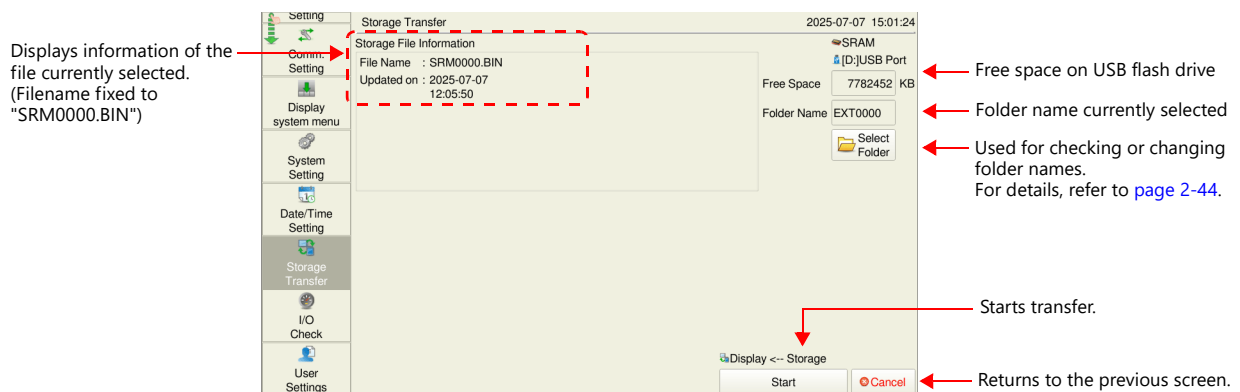 Displays information of the
file currently selected.
(Filename fixed to
"SRM0000.BIN")
Setting
Comm.
Setting
Display
system menu
System
Setting
Date/Time
Setting
Storage
Transfer
I/O
Check
User
Settings
Storage Transfer
2025-07-07 15:01:24
Storage File Information
File Name : SRM0000.BIN
Updated on : 2025-07-07
12:05:50
SRAM
[D:]USB Port
Free Space 7782452 KB
Folder Name EXT0000
Select
Folder
Display <-- Storage
Start
Cancel
Free space on USB flash drive
Folder name currently selected
Used for checking or changing
folder names.
For details, refer to page 2-44.
Starts transfer.
Returns to the previous screen.